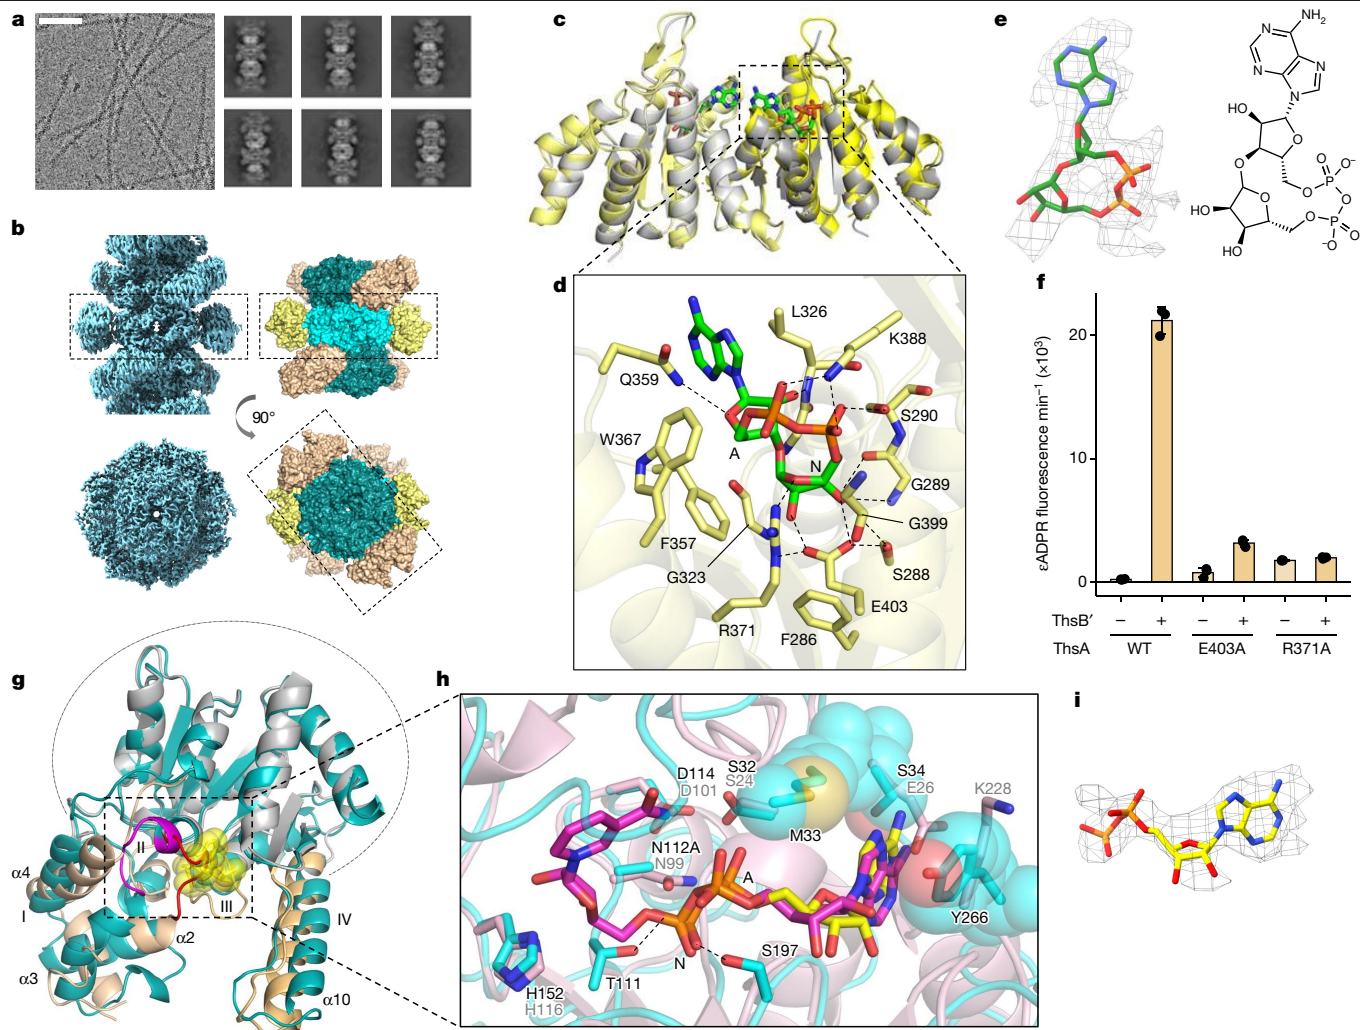 a
b
90°
c
d
L326
K388
Q359
S290
W367
A
N
G289
G399
F357
G323
S288
E403
R371
F286
e
NH2
N
N
N
N
HO
O
O
O
O
P
O−
O
HO
O
P
O
−O
HO
f
εADPR fluorescence min−1 (×10³)
20
10
0
ThsB′ − + − + − +
ThsA WT E403A R371A
g
α4
II
I
III
IV
α2
α3
α10
h
D114
D101
S32
S24
S34
E26
K228
M33
N112A
N99
A
Y266
S197
N
T111
H152
H116
i